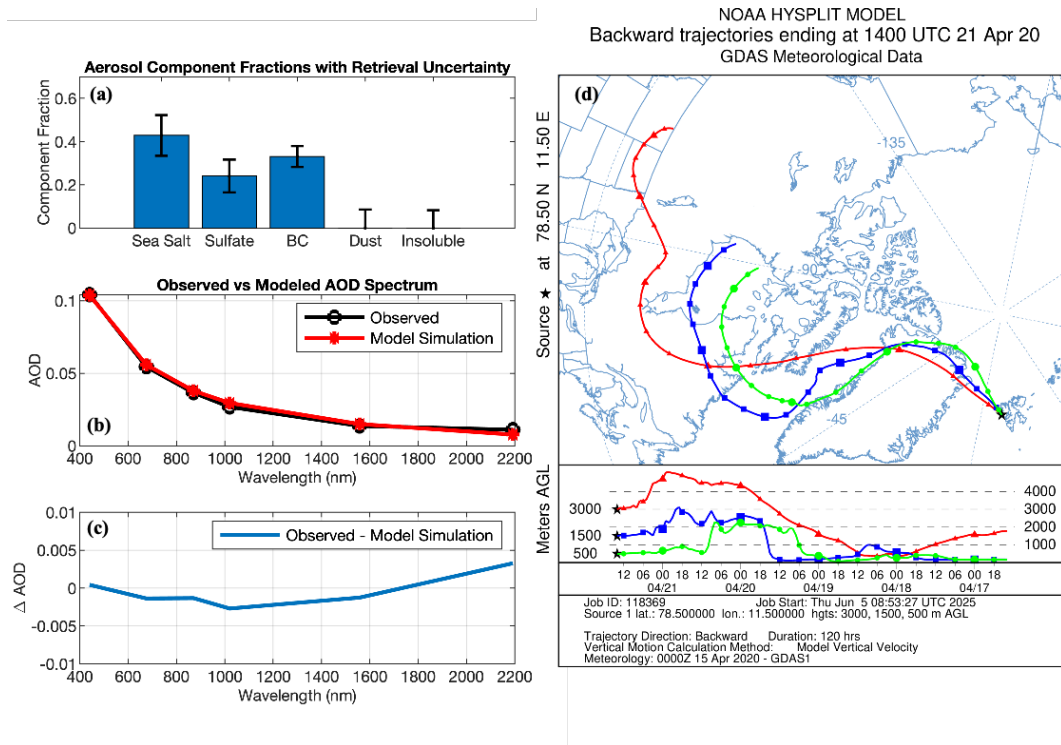 Aerosol Component Fractions with Retrieval Uncertainty
(a)
Component Fraction
0.6
0.4
0.2
0
Sea Salt Sulfate BC Dust Insoluble
Observed vs Modeled AOD Spectrum
Observed
Model Simulation
AOD
0.1
0.05
0
(b)
400 600 800 1000 1200 1400 1600 1800 2000 2200
Wavelength (nm)
0.01
0.005
0
-0.005
-0.01
Δ AOD
Observed - Model Simulation
(c)
400 600 800 1000 1200 1400 1600 1800 2000 2200
Wavelength (nm)
NOAA HYSPLIT MODEL
Backward trajectories ending at 1400 UTC 21 Apr 20
GDAS Meteorological Data
(d)
Source ★ at 78.50 N 11.50 E
-135
-90
-45
Meters AGL
3000
1500
500
4000
3000
2000
1000
12 06 00 18 12 06 00 18 12 06 00 18 12 06 00 18 12 06 00 18
04/21 04/20 04/19 04/18 04/17
Job ID: 118369 Job Start: Thu Jun 5 08:53:27 UTC 2025
Source 1 lat.: 78.500000 lon.: 11.500000 hgts: 3000, 1500, 500 m AGL
Trajectory Direction: Backward Duration: 120 hrs
Vertical Motion Calculation Method: Model Vertical Velocity
Meteorology: 0000Z 15 Apr 2020 - GDAS1